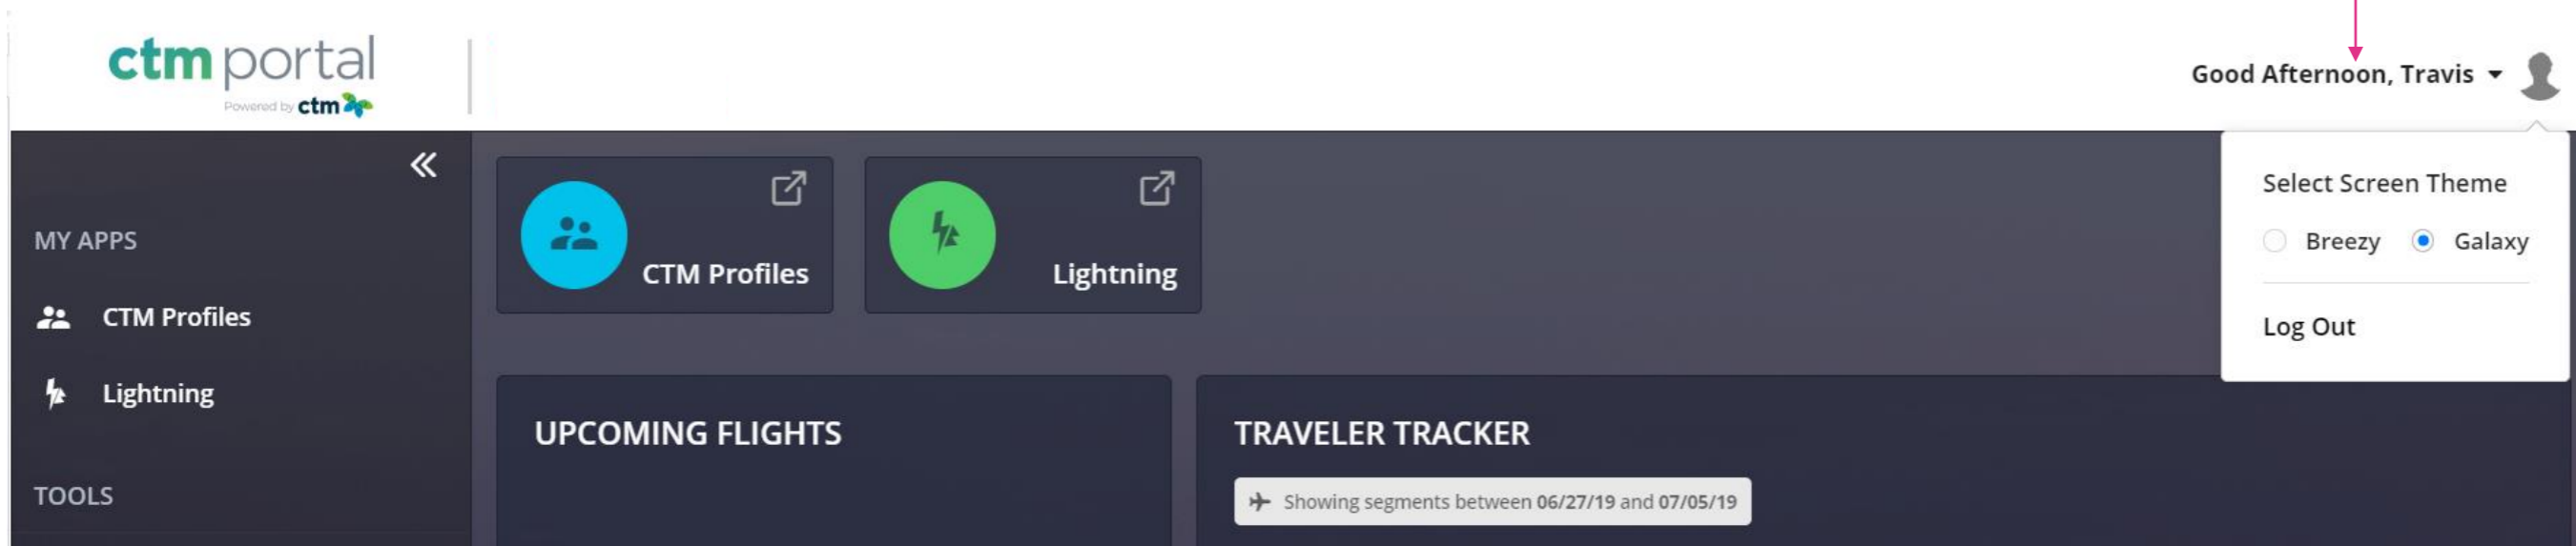 ctm portal
Powered by ctm
Good Afternoon, Travis
Select Screen Theme
Breezy Galaxy
Log Out
MY APPS
CTM Profiles
Lightning
TOOLS
CTM Profiles
Lightning
UPCOMING FLIGHTS
TRAVELER TRACKER
Showing segments between 06/27/19 and 07/05/19